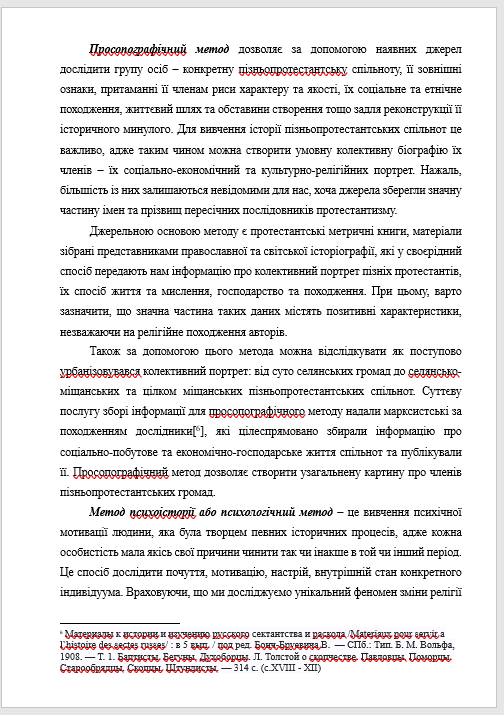 Просопографічний метод дозволяє за допомогою наявних джерел
дослідити групу осіб – конкретну пізньопротестантську спільноту, її зовнішні
ознаки, притаманні її членам риси характеру та якості, їх соціальне та етнічне
походження, життєвий шлях та обставини створення тощо задля реконструкції її
історичного минулого. Для вивчення історії пізньопротестантських спільнот це
важливо, адже таким чином можна створити умовну колективну біографію їх
членів – їх соціально-економічний та культурно-релігійних портрет. Нажаль,
більшість із них залишаються невідомими для нас, хоча джерела зберегли значну
частину імен та прізвищ пересічних послідовників протестантизму.
Джерельною основою методу є протестантські метричні книги, матеріали
зібрані представниками православної та світської історіографії, які у своєрідний
спосіб передають нам інформацію про колективний портрет пізніх протестантів,
їх спосіб життя та мислення, господарство та походження. При цьому, варто
зазначити, що значна частина таких даних містять позитивні характеристики,
незважаючи на релігійне походження авторів.
Також за допомогою цього метода можна відслідкувати як поступово
урбанізовувався колективний портрет: від суто селянських громад до селянсько-
міщанських та цілком міщанських пізньопротестантських спільнот. Суттєву
послугу зборі інформації для просопографічного методу надали марксистські за
походженням дослідники[6], які цілеспрямовано збирали інформацію про
соціально-побутове та економічно-господарське життя спільнот та публікували
її. Просопографічний метод дозволяє створити узагальнену картину про членів
пізньопротестантських громад.
Метод психоісторії або психологічний метод – це вивчення психічної
мотивації людини, яка була творцем певних історичних процесів, адже кожна
особистість мала якісь свої причини чинити так чи інакше в той чи інший період.
Це спосіб дослідити почуття, мотивацію, настрій, внутрішній стан конкретного
індивідуума. Враховуючи, що ми досліджуємо унікальний феномен зміни релігії
6 Материалы к истории и изучению русского сектантства и раскола /Materiaux pour servir a
l'histoire des sectes russes/ : в 5 вып. / под ред. Бонч-Бруевича В. — СПб.: Тип. Б. М. Вольфа,
1908. — Т. 1. Баптисты. Бегуны. Духоборцы. Л. Толстой о скопчестве. Павловцы. Поморцы.
Старообрядцы. Скопцы. Штундисты. — 314 с. (с.XVIII - XII)